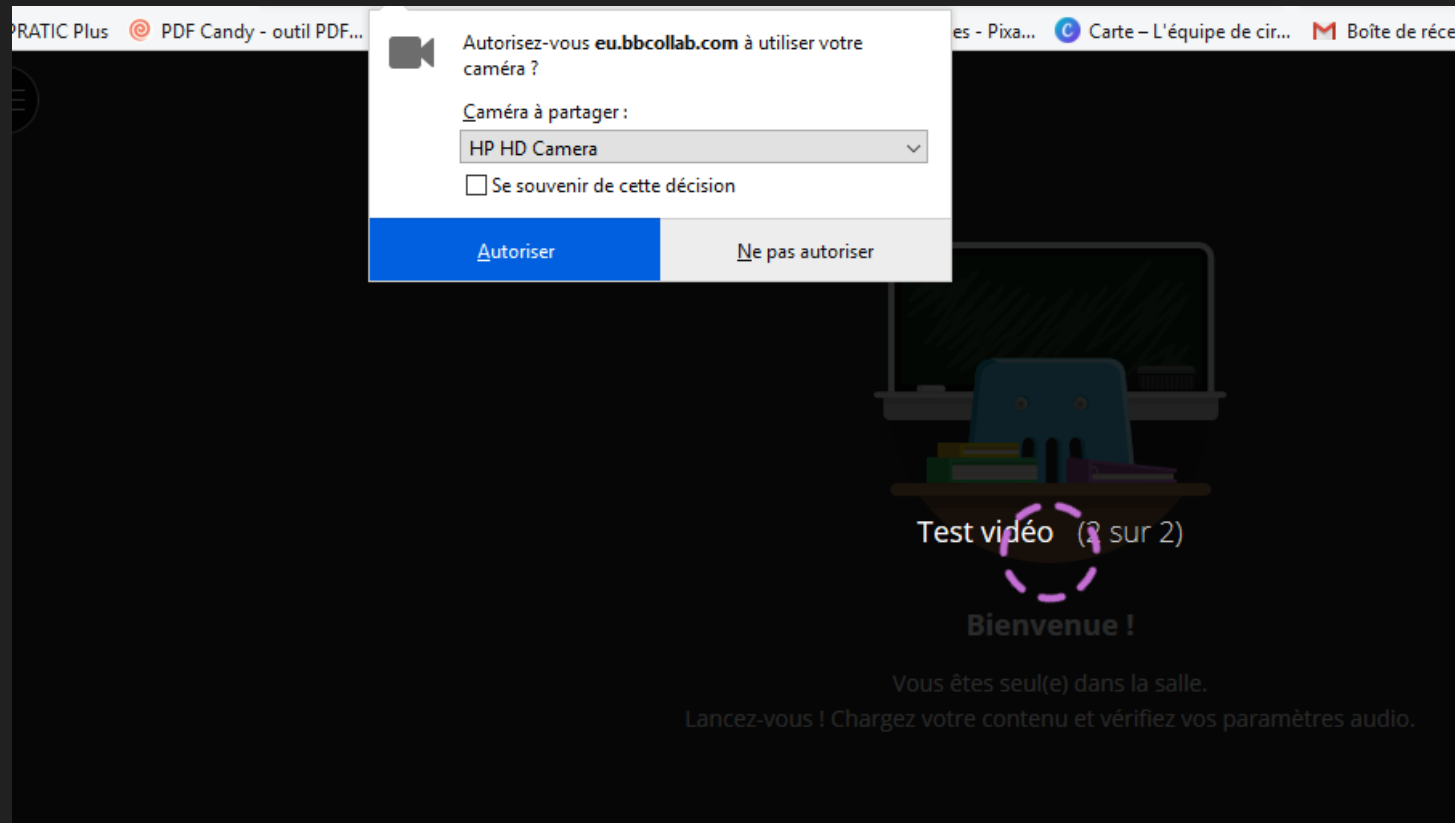 PRATIC Plus PDF Candy - outil PDF... es - Pixa... C Carte – L'équipe de cir... M Boîte de réce
Autorisez-vous eu.bbcollab.com à utiliser votre
caméra ?
Caméra à partager :
HP HD Camera
Se souvenir de cette décision
Autoriser Ne pas autoriser
Test vidéo (2 sur 2)
Bienvenue !
Vous êtes seul(e) dans la salle.
Lancez-vous ! Chargez votre contenu et vérifiez vos paramètres audio.